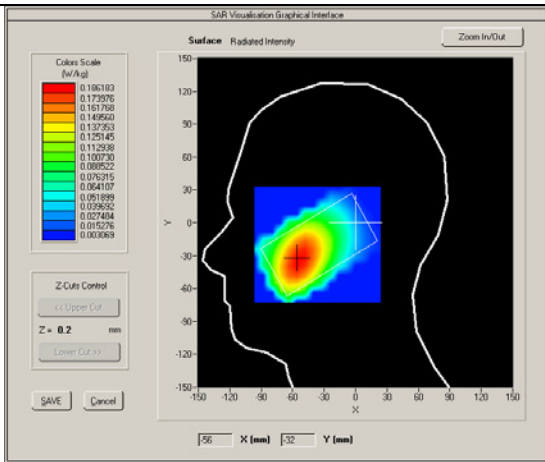 SAR Visualisation Graphical Interface
Surface Radiated Intensity
Zoom In/Out
Colors Scale
(W/kg)
0.186183
0.173976
0.161768
0.149560
0.137353
0.125145
0.112938
0.100730
0.088522
0.076315
0.064107
0.051899
0.039692
0.027484
0.015276
0.003069
Z-Cuts Control
<< Upper Cut
Z = 0.2 mm
Lower Cut >>
SAVE Cancel
150
120
90
60
30
0
-30
-60
-90
-120
-150
Y
-150 -120 -90 -60 -30 0 30 60 90 120 150
X
-56 X (mm) -32 Y (mm)